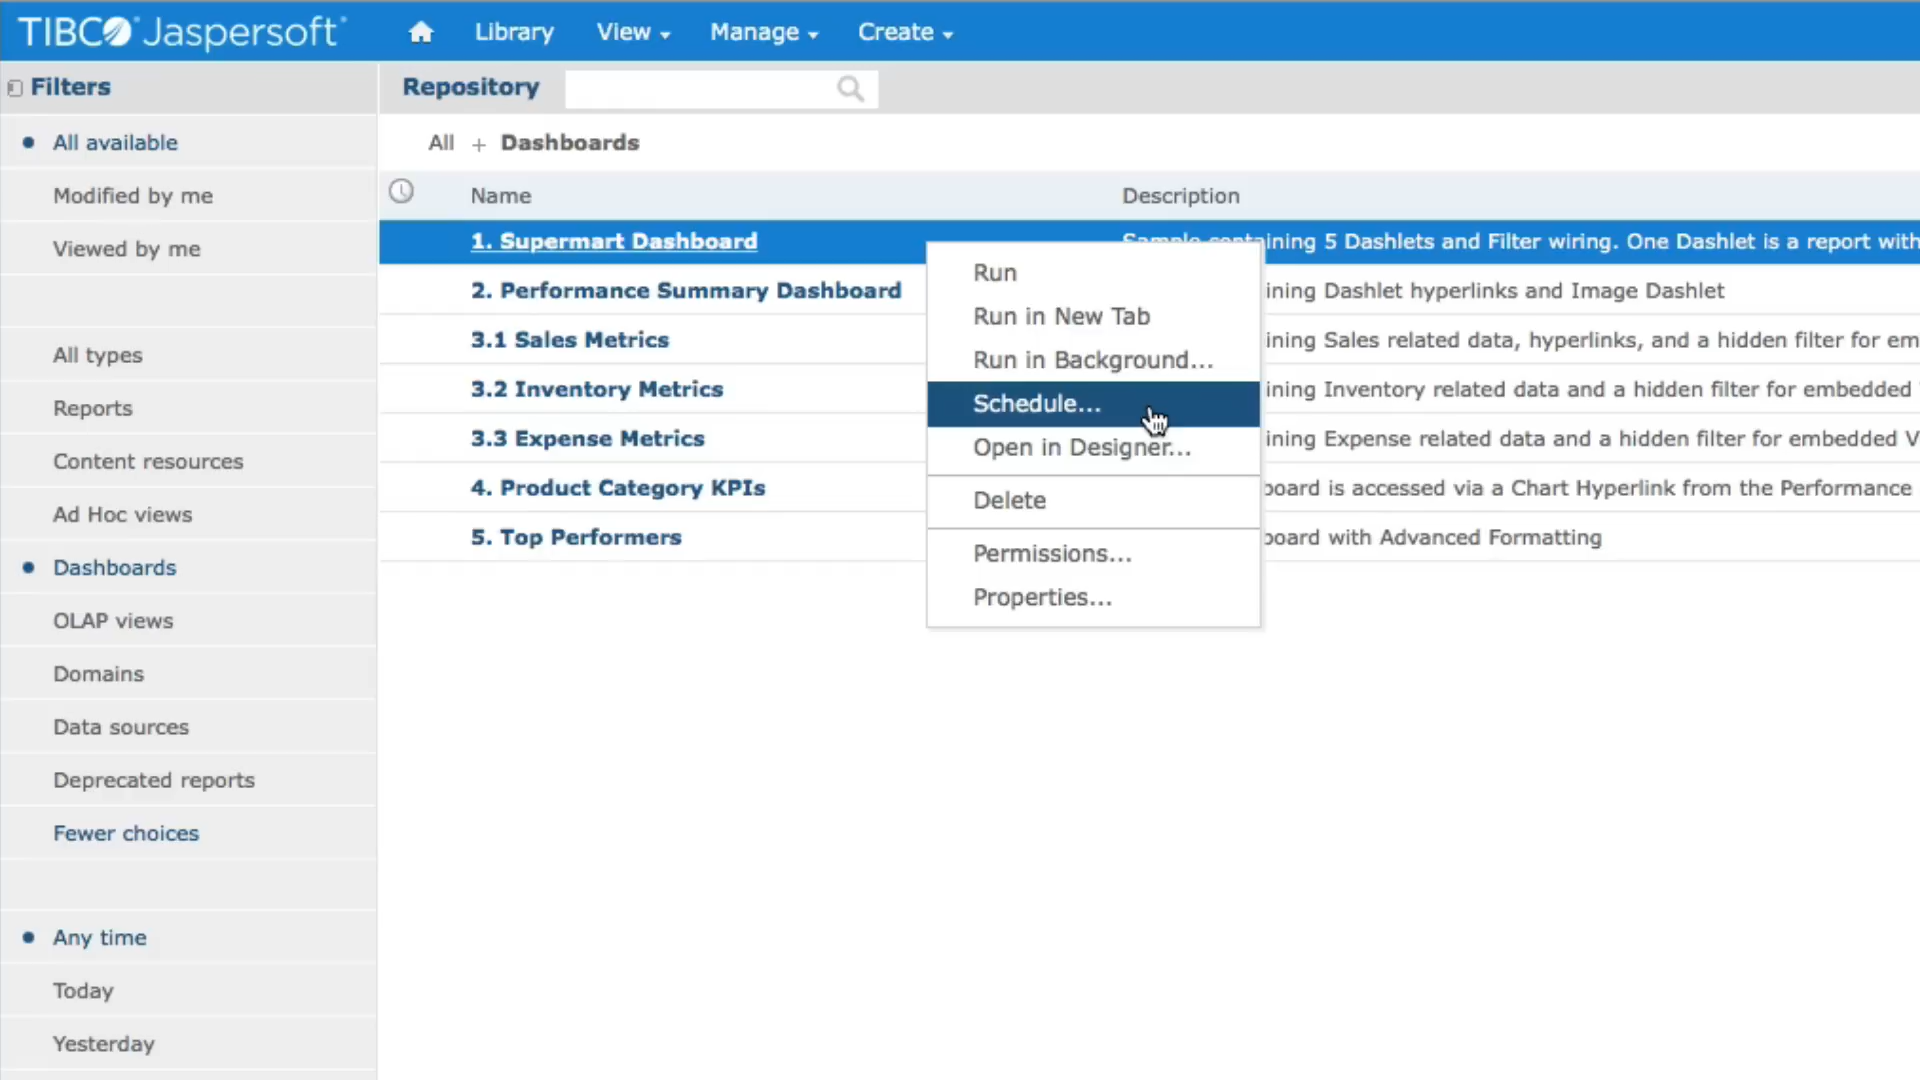 TIBCO Jaspersoft
Library View Manage Create
Filters
Repository
All available
All + Dashboards
Modified by me
Name Description
Viewed by me
1. Supermart Dashboard Sample containing 5 Dashlets and Filter wiring. One Dashlet is a report with
Run
2. Performance Summary Dashboard ining Dashlet hyperlinks and Image Dashlet
Run in New Tab
3.1 Sales Metrics ining Sales related data, hyperlinks, and a hidden filter for em
All types
Run in Background...
3.2 Inventory Metrics ining Inventory related data and a hidden filter for embedded
Reports
Schedule...
3.3 Expense Metrics ining Expense related data and a hidden filter for embedded V
Open in Designer...
Content resources
4. Product Category KPIs board is accessed via a Chart Hyperlink from the Performance
Delete
Ad Hoc views
5. Top Performers board with Advanced Formatting
Permissions...
Dashboards
Properties...
OLAP views
Domains
Data sources
Deprecated reports
Fewer choices
Any time
Today
Yesterday